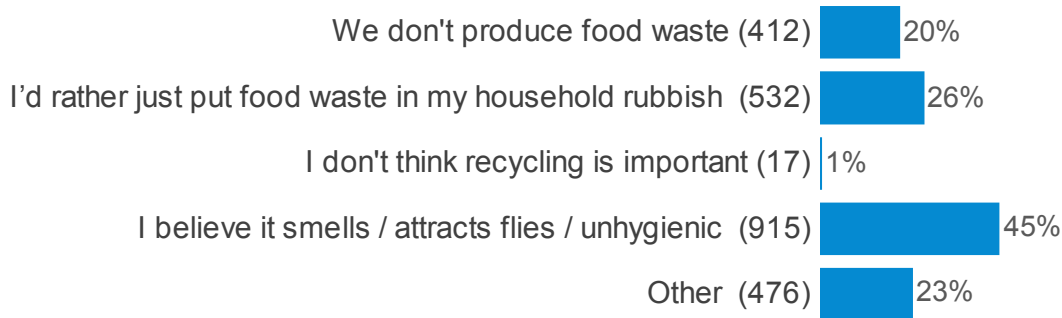 We don't produce food waste (412) 20%
I’d rather just put food waste in my household rubbish (532) 26%
I don't think recycling is important (17) 1%
I believe it smells / attracts flies / unhygienic (915) 45%
Other (476) 23%